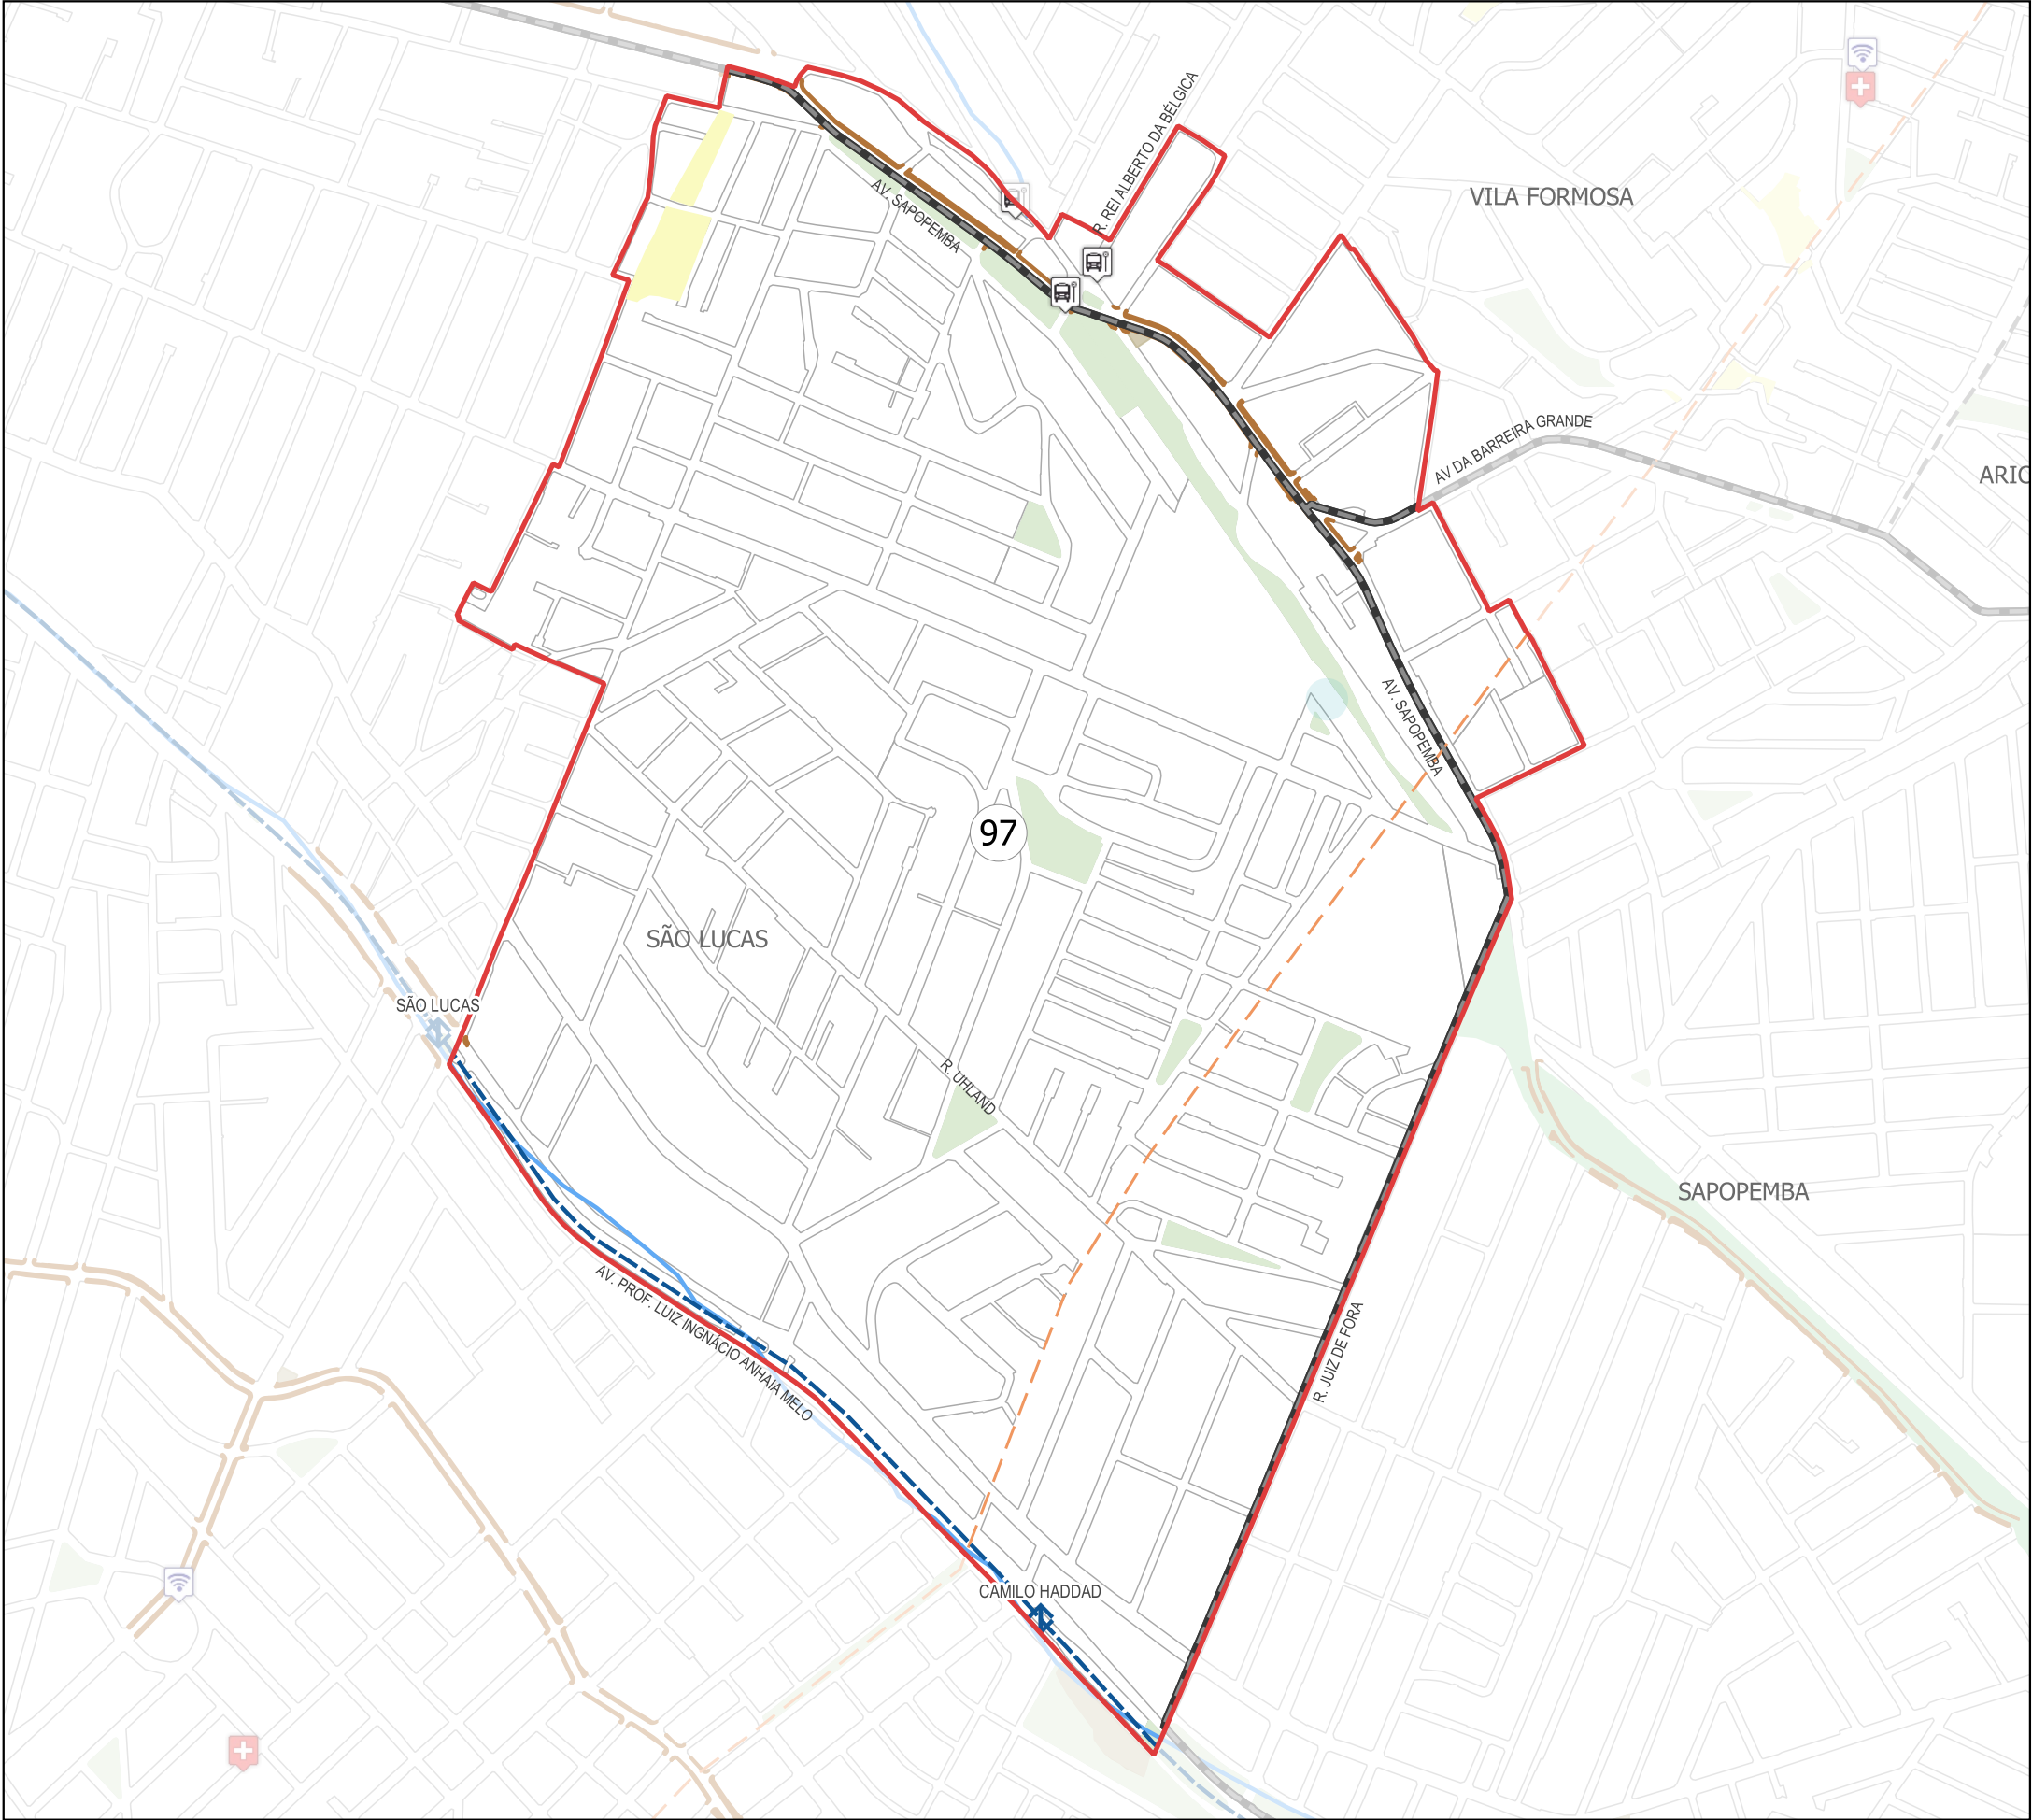 R. REI ALBERTO DA BÉLGICA
VILA FORMOSA
AV. SAPOPEMBA
AV DA BARREIRA GRANDE
ARIC
AV. SAPOPEMBA
97
SÃO LUCAS
SÃO LUCAS
R. UHLAND
SAPOPEMBA
AV. PROF. LUIZ INGNÁCIO ANHAIA MELO
R. JUIZ DE FORA
CAMILO HADDAD